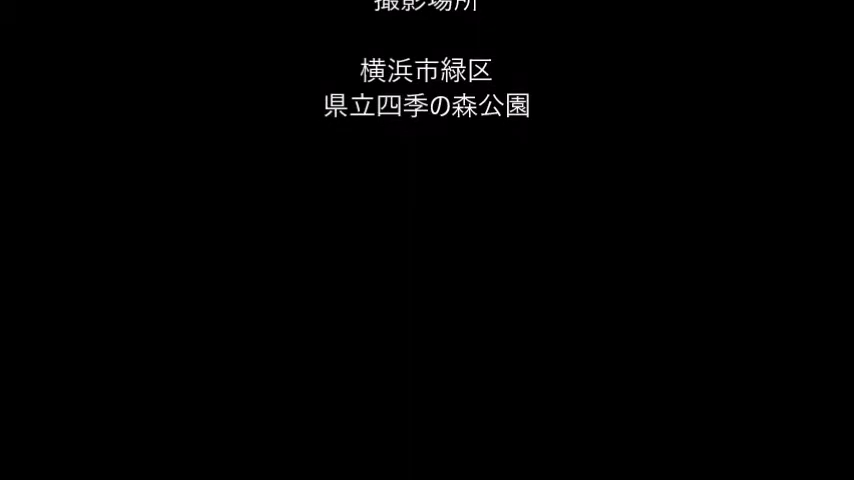 撮影場所
横浜市緑区
県立四季の森公園